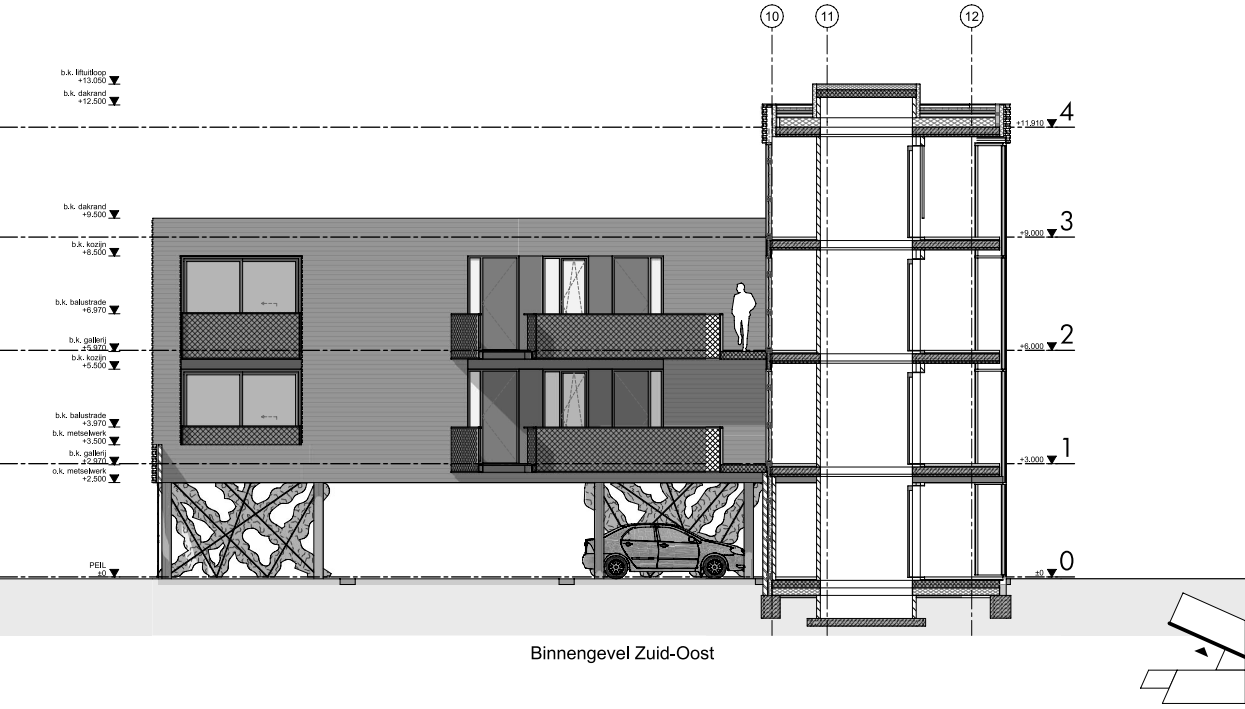 10 11 12
b.k. liftuitloop
+13.050
b.k. dakrand
+12.500
+11.910 4
b.k. dakrand
+9.500
+9.000 3
b.k. kozijn
+8.500
b.k. balustrade
+6.970
b.k. gallerij
+5.970
+6.000 2
b.k. kozijn
+5.500
b.k. balustrade
+3.970
b.k. metselwerk
+3.500
b.k. gallerij
+2.970
+3.000 1
o.k. metselwerk
+2.500
PEIL
±0
±0 0
Binnengevel Zuid-Oost